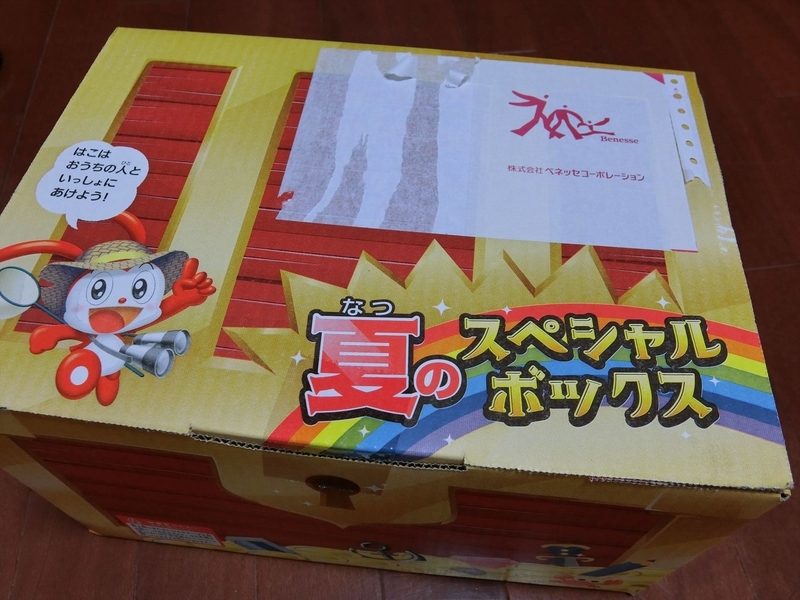 Benesse
株式会社 ベネッセコーポレーション
はこは
おうちの人と
ひと
いっしょに
あけよう!
なつ
夏の
スペシャル
ボックス